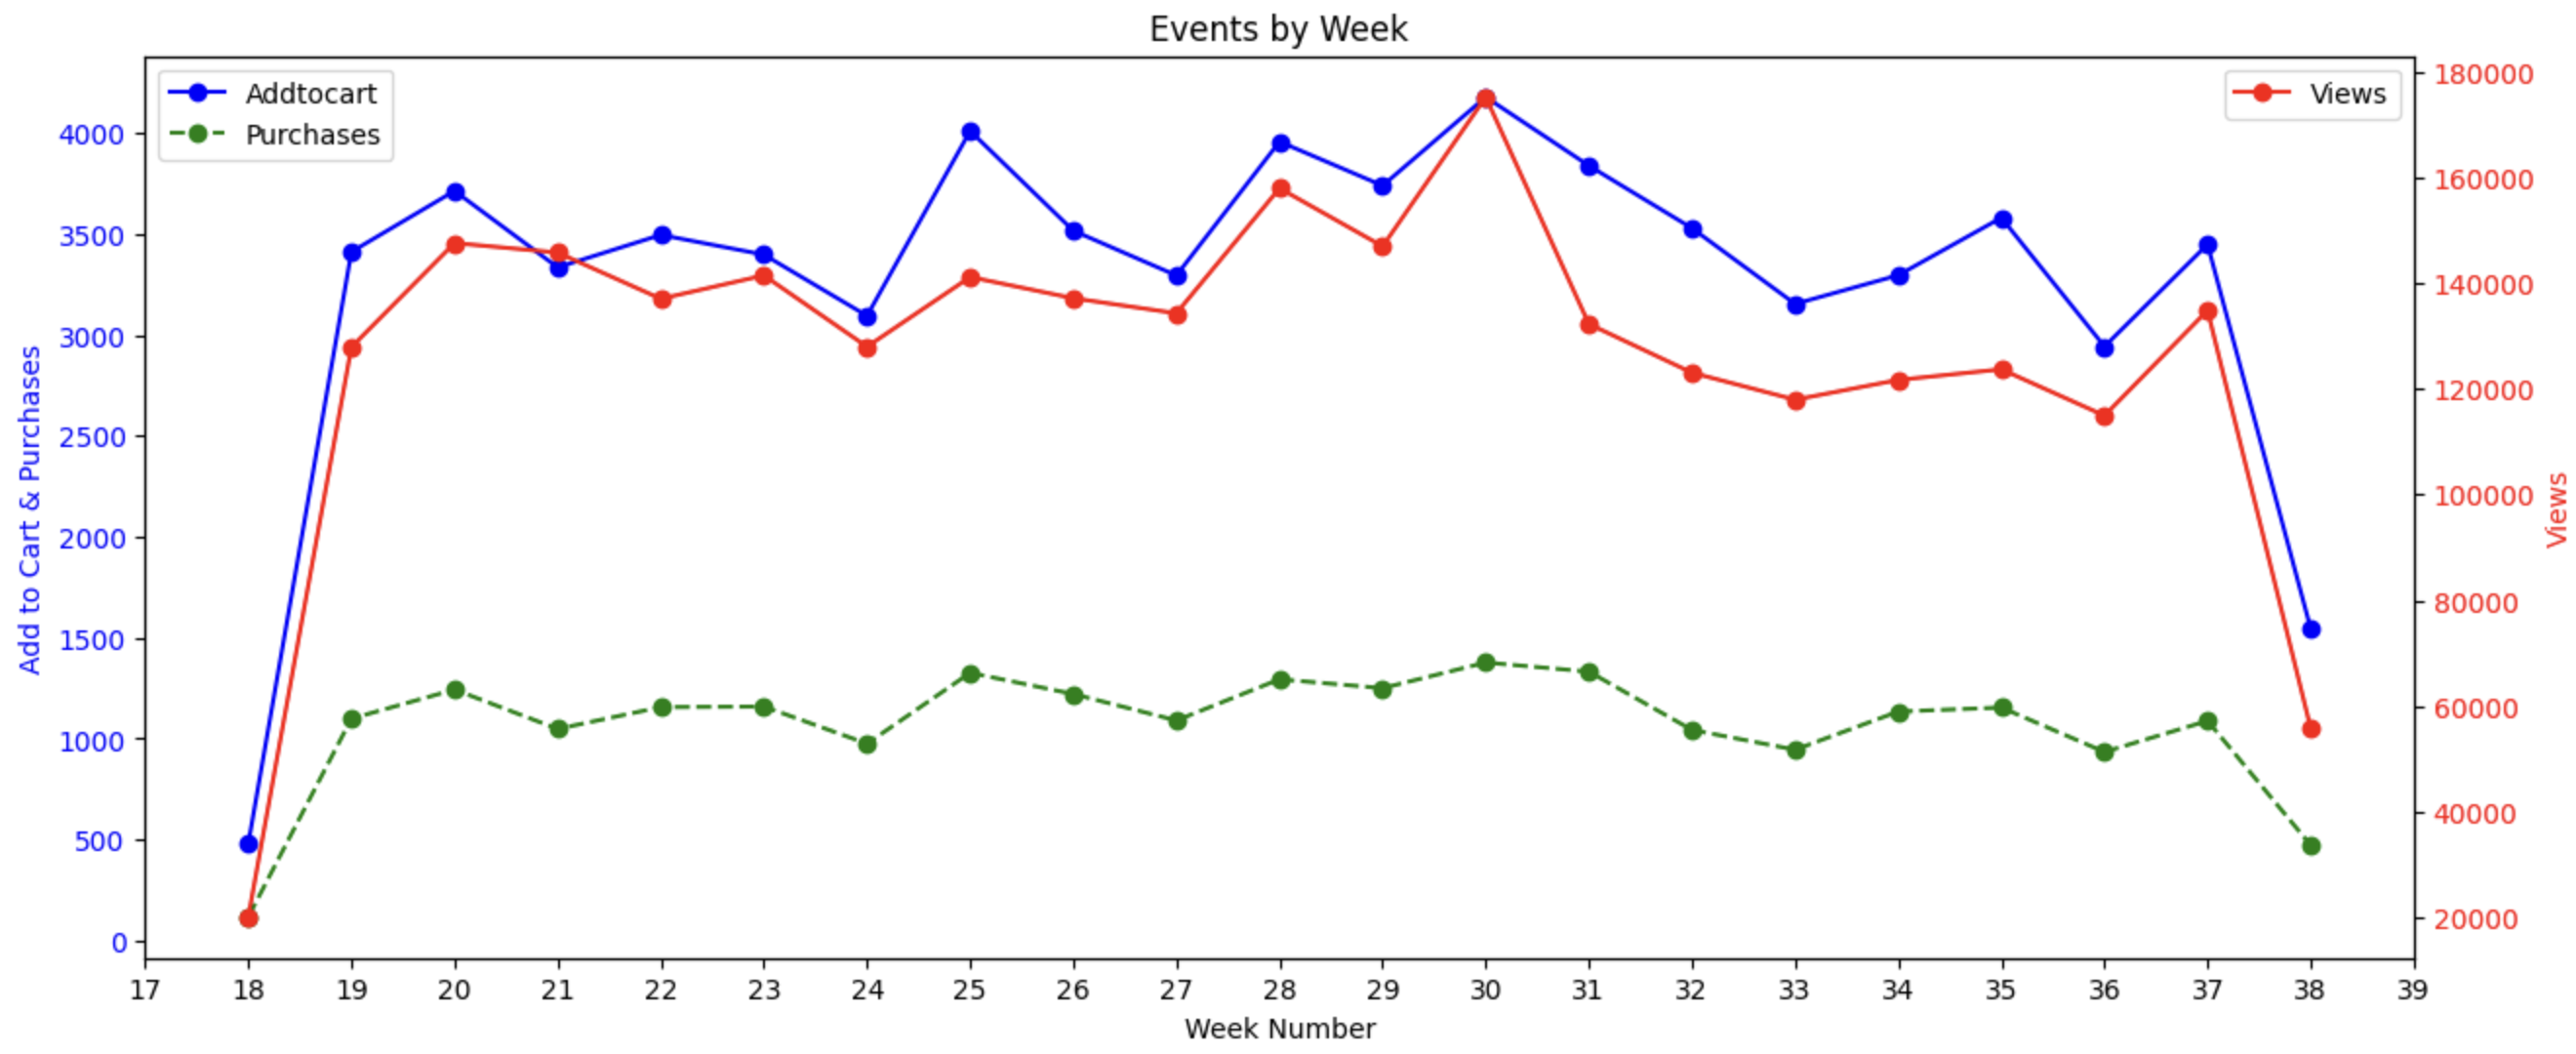 Events by Week
Addtocart
Purchases
Views
4000
3500
3000
2500
2000
1500
1000
500
0
Add to Cart & Purchases
180000
160000
140000
120000
100000
80000
60000
40000
20000
Views
17 18 19 20 21 22 23 24 25 26 27 28 29 30 31 32 33 34 35 36 37 38 39
Week Number